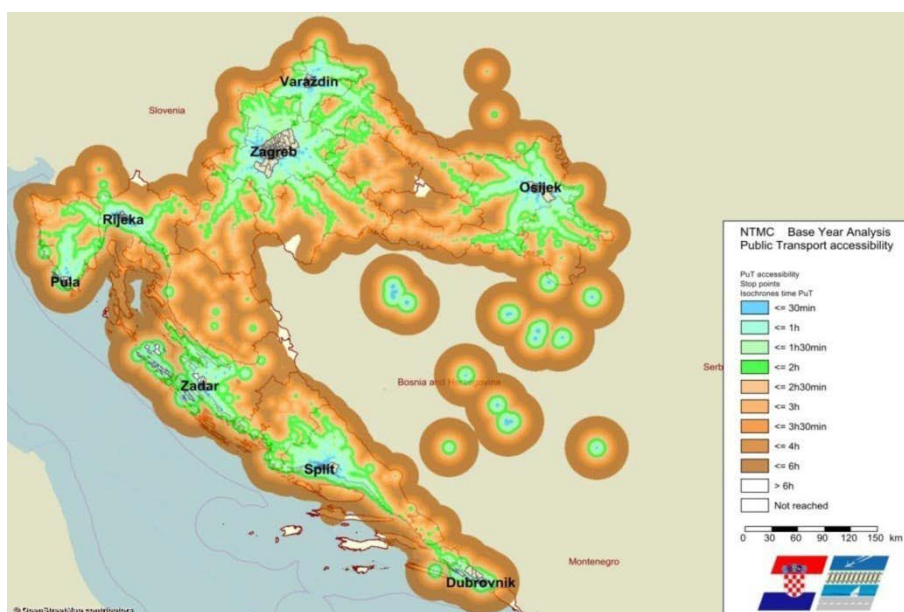 Varaždin
Slovenia
Zagreb
Osijek
Rijeka
Pula
Zadar
Bosnia and Herzegovina
Serb
Split
Montenegro
Dubrovnik
NTMC Base Year Analysis
Public Transport accessibility
PuT accessibility
Stop points
Isochrones time PuT
<= 30min
<= 1h
<= 1h30min
<= 2h
<= 2h30min
<= 3h
<= 3h30min
<= 4h
<= 6h
> 6h
Not reached
0 30 60 90 120 150 km
© OpenStreetMap contributors